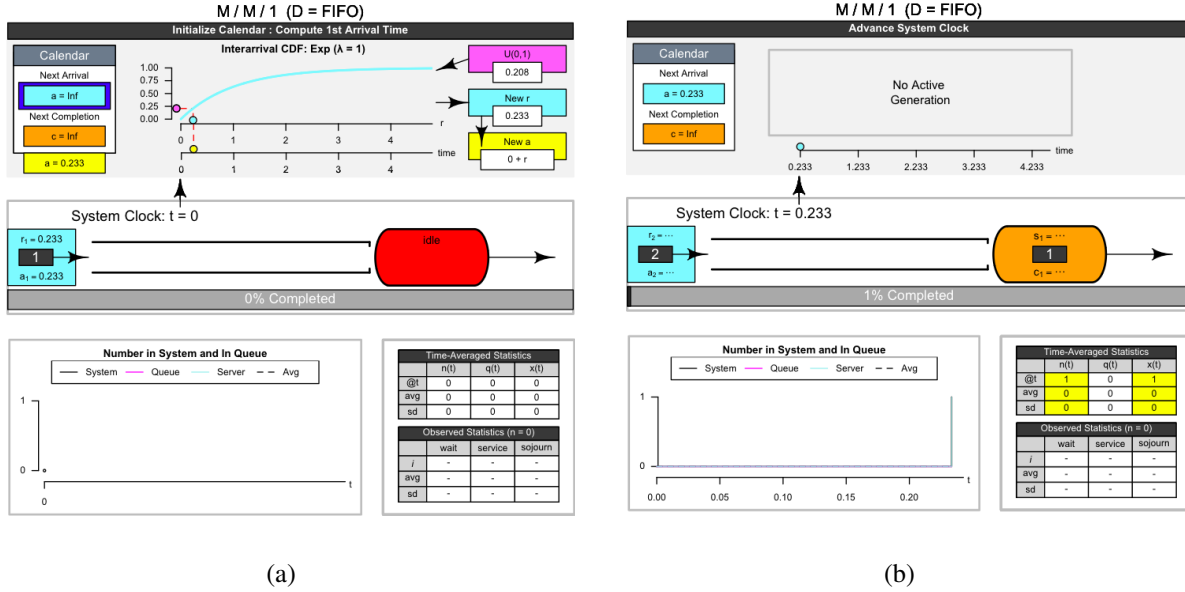 M / M / 1 (D = FIFO)
Initialize Calendar : Compute 1st Arrival Time
Calendar
Next Arrival
a = Inf
Next Completion
c = Inf
a = 0.233
Interarrival CDF: Exp (λ = 1)
1.00
0.75
0.50
0.25
0.00
0 1 2 3 4 r
0 1 2 3 4 time
U(0,1)
0.208
New r
0.233
New a
0 + r
System Clock: t = 0
r1 = 0.233
1
a1 = 0.233
idle
0% Completed
Number in System and In Queue
System Queue Server Avg
1
0
0
t
Time-Averaged Statistics
n(t) q(t) x(t)
@t 0 0 0
avg 0 0 0
sd 0 0 0
Observed Statistics (n = 0)
wait service sojourn
i - - -
avg - - -
sd - - -
(a)
M / M / 1 (D = FIFO)
Advance System Clock
Calendar
Next Arrival
a = 0.233
Next Completion
c = Inf
No Active
Generation
time
0.233 1.233 2.233 3.233 4.233
System Clock: t = 0.233
r2 = ⋯
2
a2 = ⋯
s1 = ⋯
1
c1 = ⋯
1% Completed
Number in System and In Queue
System Queue Server Avg
1
0
t
0.00 0.05 0.10 0.15 0.20
Time-Averaged Statistics
n(t) q(t) x(t)
@t 1 0 1
avg 0 0 0
sd 0 0 0
Observed Statistics (n = 0)
wait service sojourn
i - - -
avg - - -
sd - - -
(b)